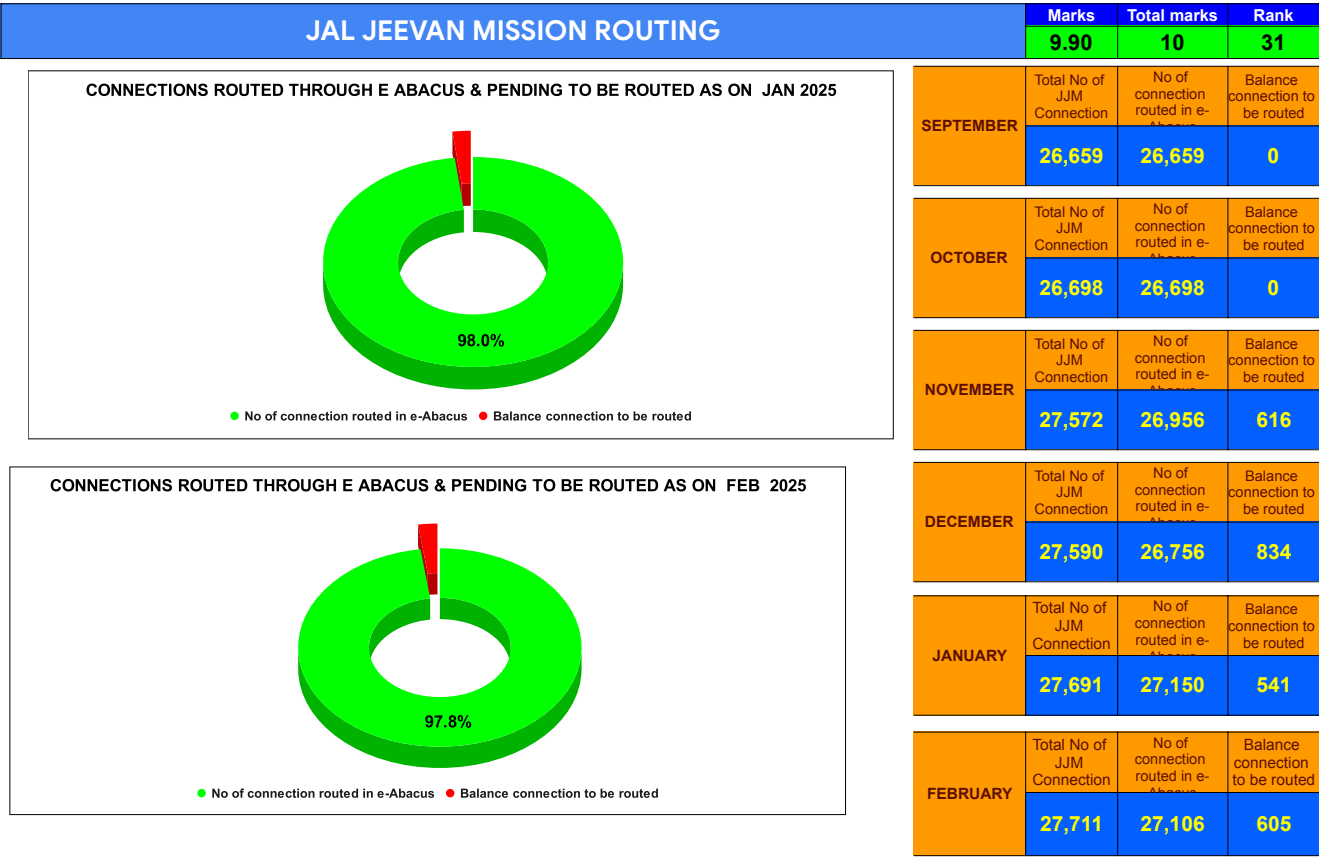 JAL JEEVAN MISSION ROUTING
Marks Total marks Rank
9.90 10 31
CONNECTIONS ROUTED THROUGH E ABACUS & PENDING TO BE ROUTED AS ON JAN 2025
98.0%
No of connection routed in e-Abacus Balance connection to be routed
CONNECTIONS ROUTED THROUGH E ABACUS & PENDING TO BE ROUTED AS ON FEB 2025
97.8%
No of connection routed in e-Abacus Balance connection to be routed
SEPTEMBER
Total No of
JJM
Connection
No of
connection
routed in e-
Balance
connection to
be routed
26,659 26,659 0
OCTOBER
Total No of
JJM
Connection
No of
connection
routed in e-
Balance
connection to
be routed
26,698 26,698 0
NOVEMBER
Total No of
JJM
Connection
No of
connection
routed in e-
Balance
connection to
be routed
27,572 26,956 616
DECEMBER
Total No of
JJM
Connection
No of
connection
routed in e-
Balance
connection to
be routed
27,590 26,756 834
JANUARY
Total No of
JJM
Connection
No of
connection
routed in e-
Balance
connection to
be routed
27,691 27,150 541
FEBRUARY
Total No of
JJM
Connection
No of
connection
routed in e-
Balance
connection
to be routed
27,711 27,106 605